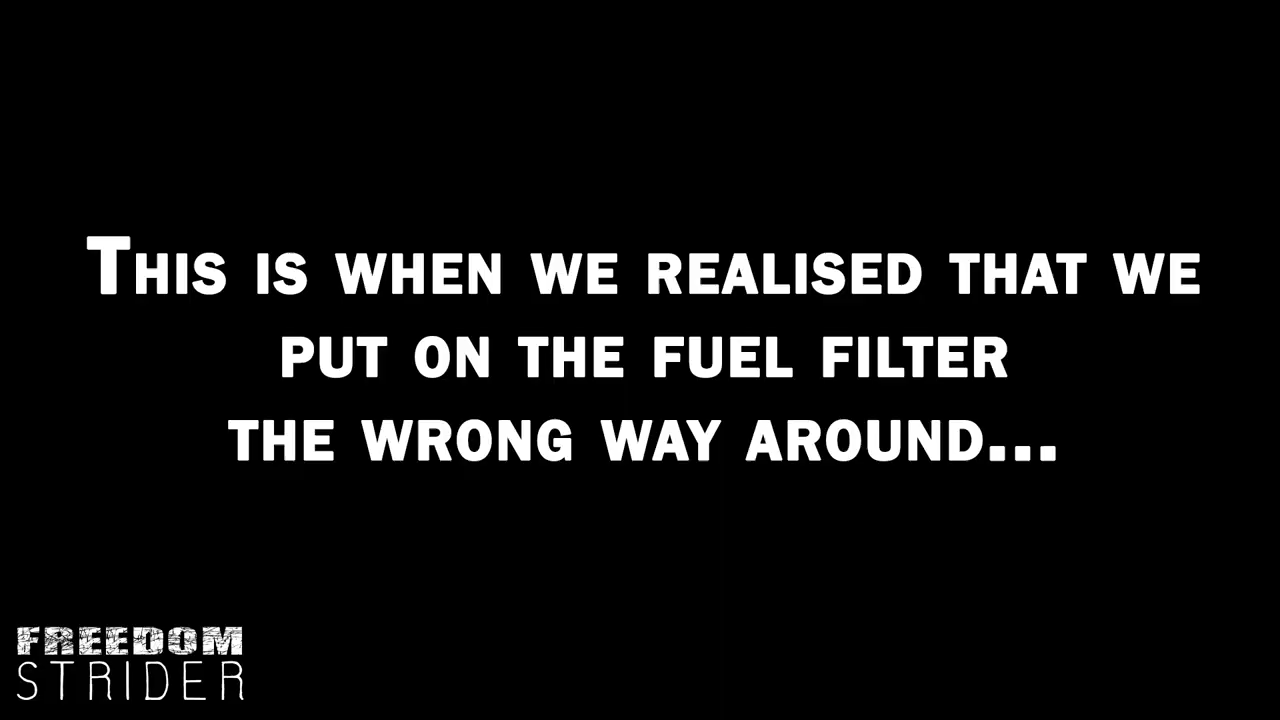 This is when we realised that we
put on the fuel filter
the wrong way around...
FREEDOM
STRIDER